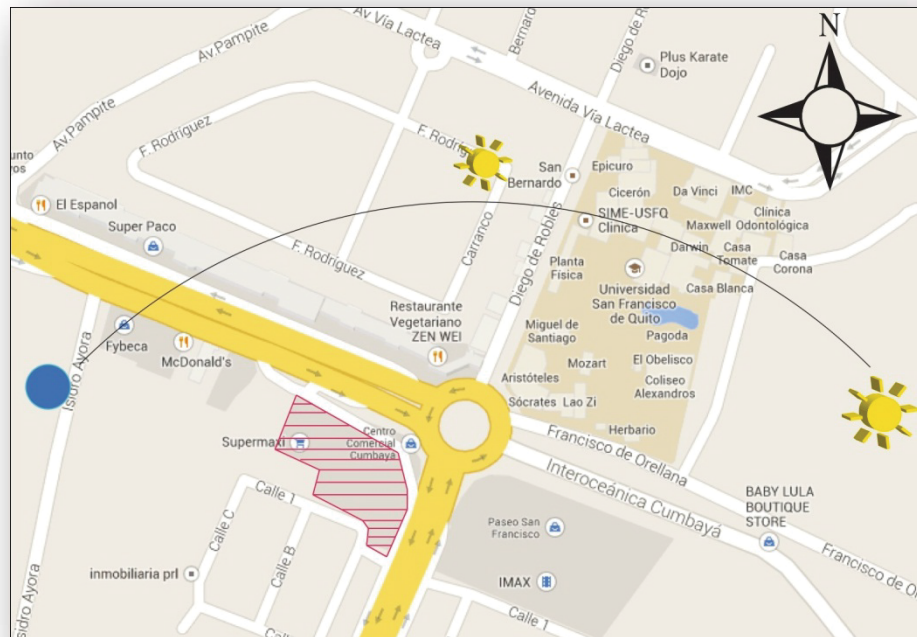 Av Via Lactea
Bernardo
Diego de R
Av Pampite
Plus Karate
Dojo
N
Avenida Via Lactea
Av Pampite
F. Rodriguez
F. Rodrig
unto
vos
San
Bernardo
Epicuro
El Espanol
Super Paco
Cicerón
Da Vinci
IMC
SIME-USFQ
Clinica
Maxwell
Clínica
Odontológica
Carranco
Diego de Robles
Darwin
Casa
Tomate
Casa
Corona
F. Rodriguez
Planta
Física
Universidad
San Francisco
de Quito
Casa Blanca
Restaurante
Vegetariano
ZEN WEI
Miguel de
Santiago
Pagoda
Fybeca
McDonald's
Mozart
El Obelisco
Isidro Ayora
Aristóteles
Coliseo
Alexandros
Sócrates
Lao Zi
Supermaxi
Centro
Comercial
Cumbayá
Herbario
Francisco de Orellana
Interoceánica Cumbayá
Calle 1
Calle C
Calle B
Paseo San
Francisco
BABY LULA
BOUTIQUE
STORE
inmobiliaria prl
IMAX
Francisco de Or
Isidro Ayora
Calle 1